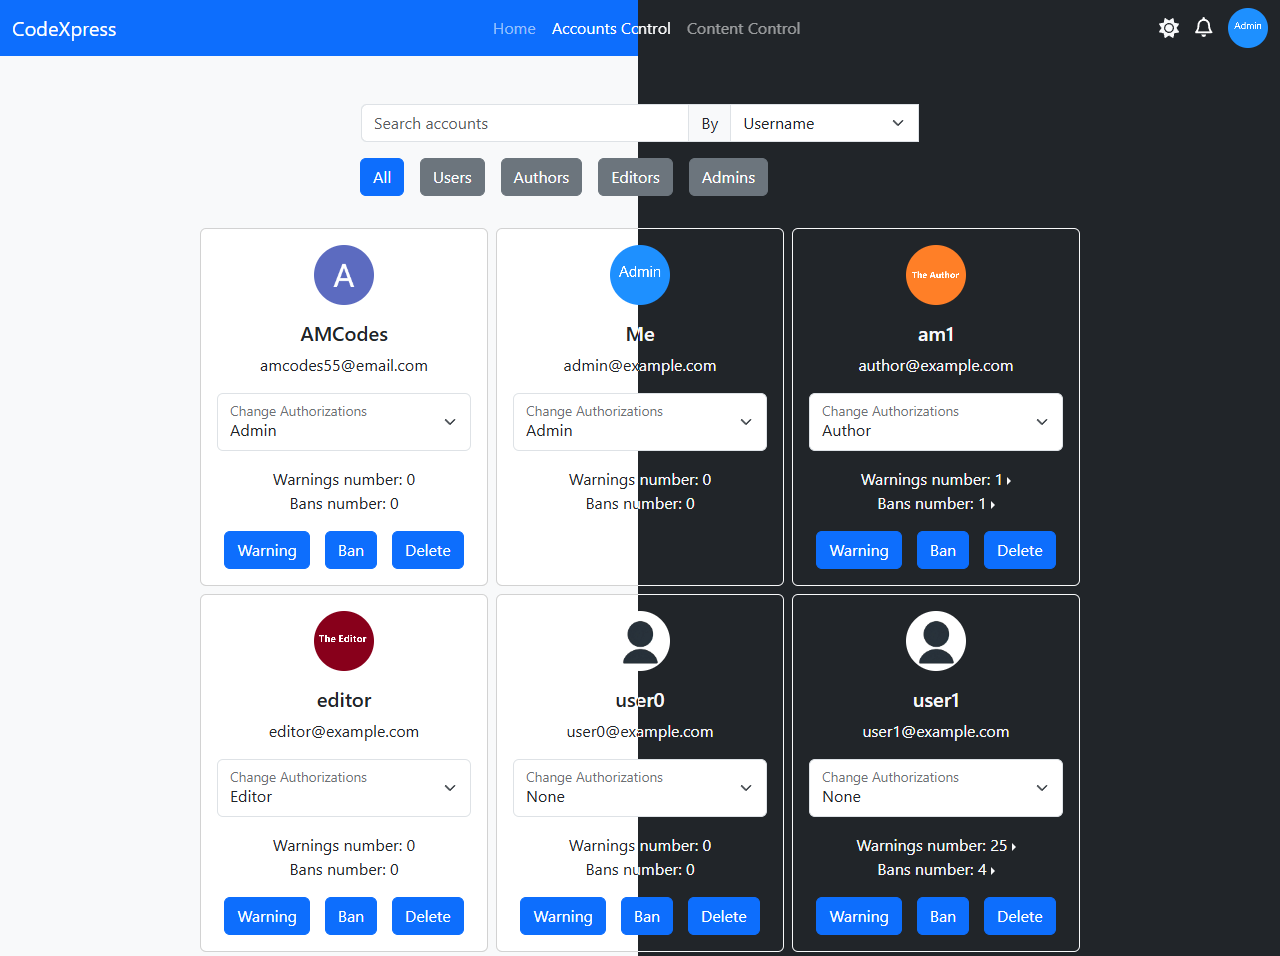 CodeXpress Home Accounts Control Content Control Admin
Search accounts By Username
All Users Authors Editors Admins
A
AMCodes
amcodes55@email.com
Change Authorizations
Admin
Warnings number: 0
Bans number: 0
Warning Ban Delete
Admin
Me
admin@example.com
Change Authorizations
Admin
Warnings number: 0
Bans number: 0
The Author
am1
author@example.com
Change Authorizations
Author
Warnings number: 1
Bans number: 1
Warning Ban Delete
The Editor
editor
editor@example.com
Change Authorizations
Editor
Warnings number: 0
Bans number: 0
Warning Ban Delete
user0
user0@example.com
Change Authorizations
None
Warnings number: 0
Bans number: 0
Warning Ban Delete
user1
user1@example.com
Change Authorizations
None
Warnings number: 25
Bans number: 4
Warning Ban Delete